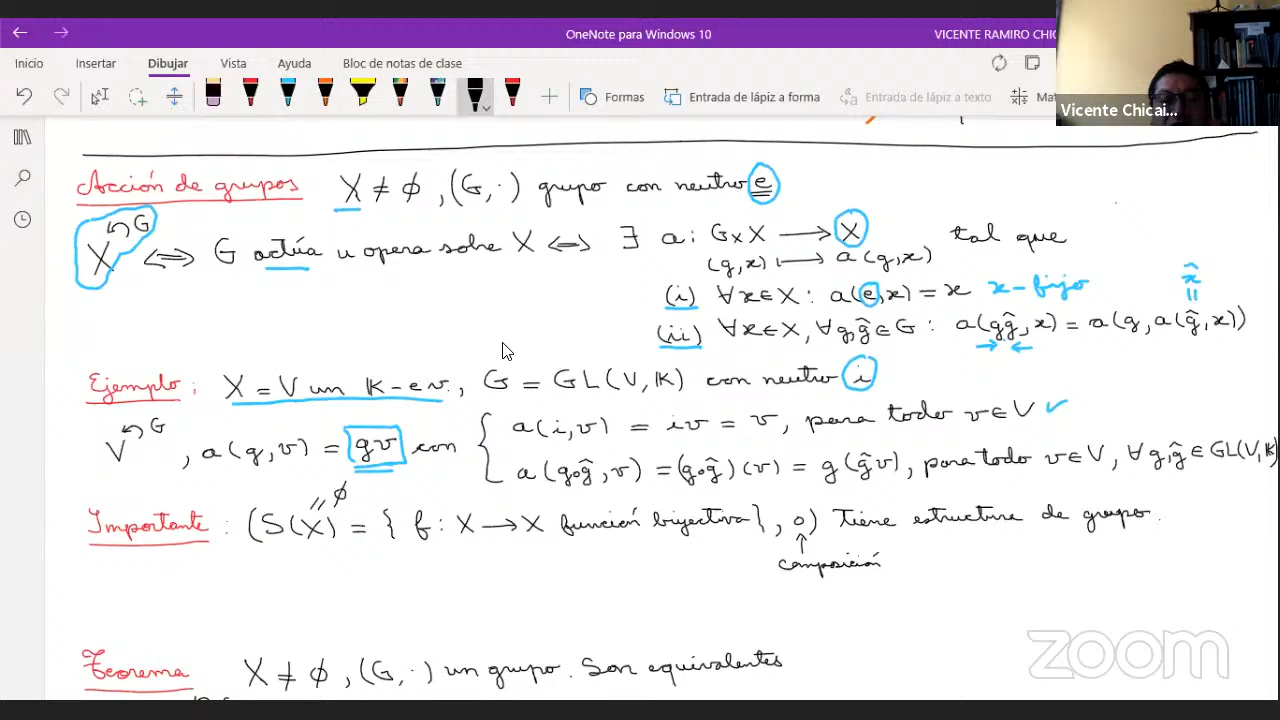 OneNote para Windows 10
VICENTE RAMIRO CHIC
Inicio Insertar Dibujar Vista Ayuda Bloc de notas de clase
Formas Entrada de lápiz a forma Entrada de lápiz a texto Mat
Vicente Chicai...
Acción de grupos X ≠ ∅, (G, ·) grupo con neutro e
X ↶ G ⟺ G actúa u opera sobre X ⟺ ∃ a: G×X ⟶ X tal que
(g,x) ⟼ a(g,x)
(i) ∀x∈X: a(e,x) = x x-fijo x̂
=
(ii) ∀x∈X, ∀g,ĝ∈G: a(gĝ,x) = a(g,a(ĝ,x))
→ ←
Ejemplo: X = V un K-ev., G = GL(V,K) con neutro i
V ↶ G, a(g,v) = gv con { a(i,v) = iv = v, para todo v∈V ✓
a(g∘ĝ,v) = (g∘ĝ)(v) = g(ĝv), para todo v∈V, ∀g,ĝ∈GL(V,K)
≠ ∅
Importante: (S(X) = { f: X ⟶ X función biyectiva }, ∘) tiene estructura de grupo.
↑
composición
zoom
Teorema X ≠ ∅, (G, ·) un grupo. Son equivalentes